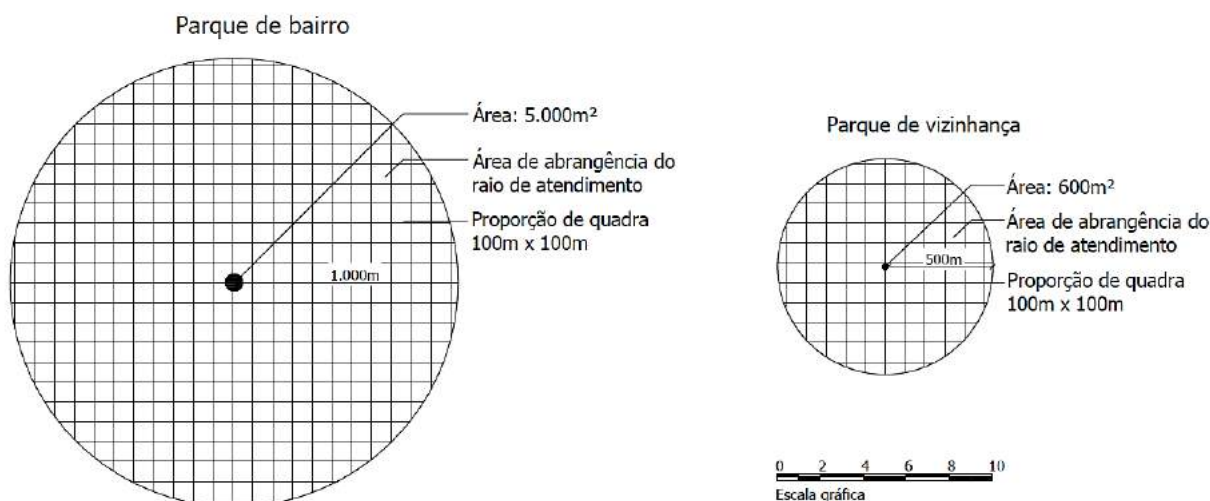 Parque de bairro
Área: 5.000m²
Área de abrangência do
raio de atendimento
Proporção de quadra
100m x 100m
1.000m
Parque de vizinhança
Área: 600m²
Área de abrangência do
raio de atendimento
500m
Proporção de quadra
100m x 100m
0 2 4 6 8 10
Escala gráfica